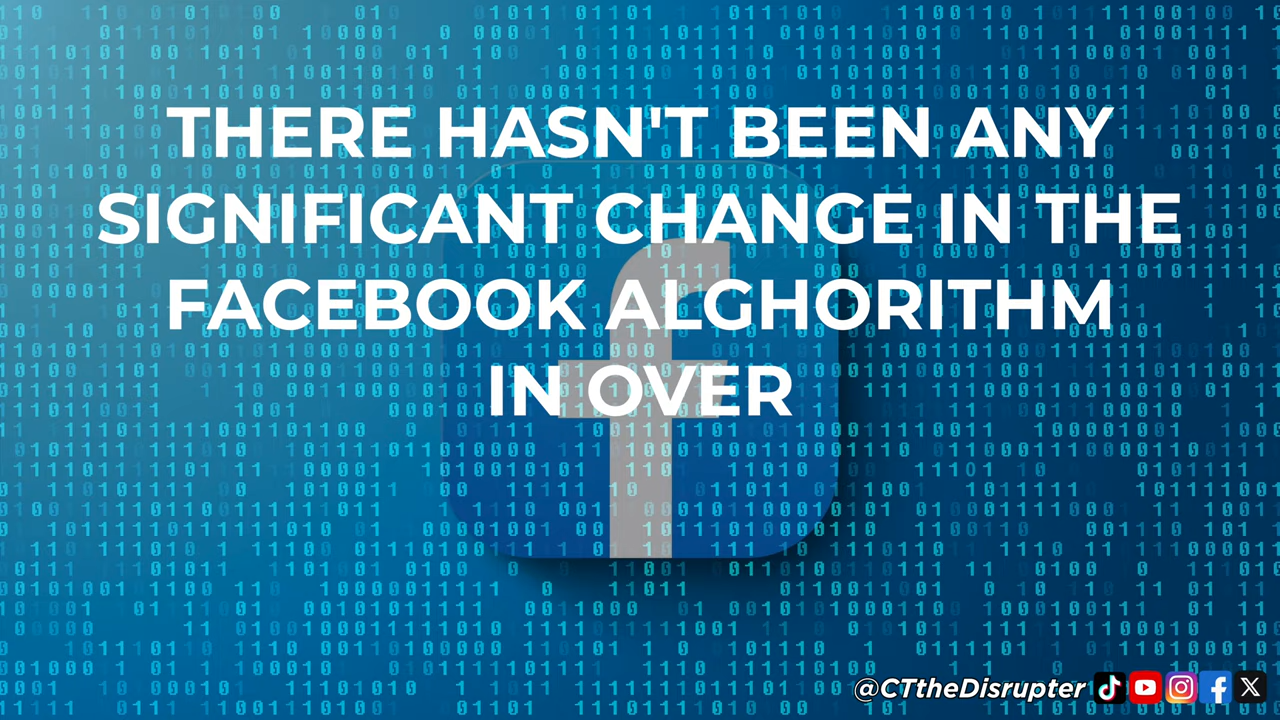 THERE HASN'T BEEN ANY
SIGNIFICANT CHANGE IN THE
FACEBOOK ALGHORITHM
IN OVER
@CTtheDisrupter